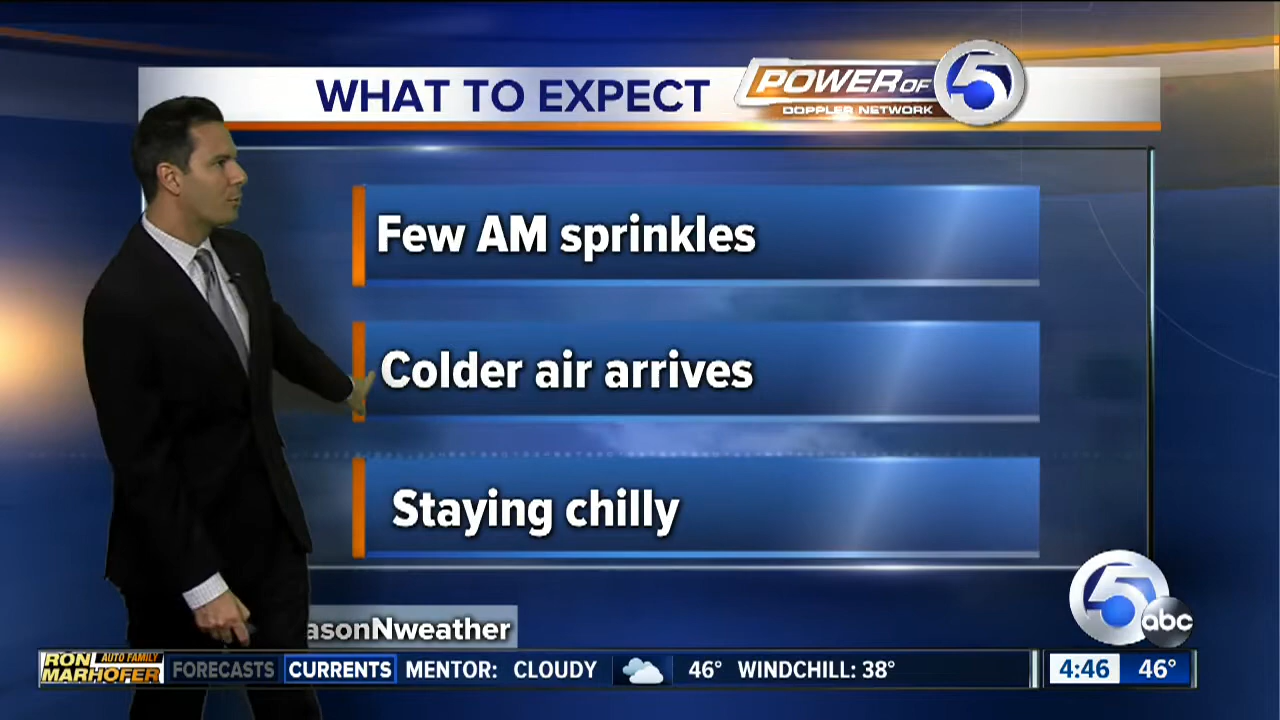 WHAT TO EXPECT
POWER OF 5
DOPPLER NETWORK
Few AM sprinkles
Colder air arrives
Staying chilly
5
abc
asonNweather
RON MARHOFER AUTO FAMILY
FORECASTS CURRENTS MENTOR: CLOUDY 46° WINDCHILL: 38°
4:46 46°